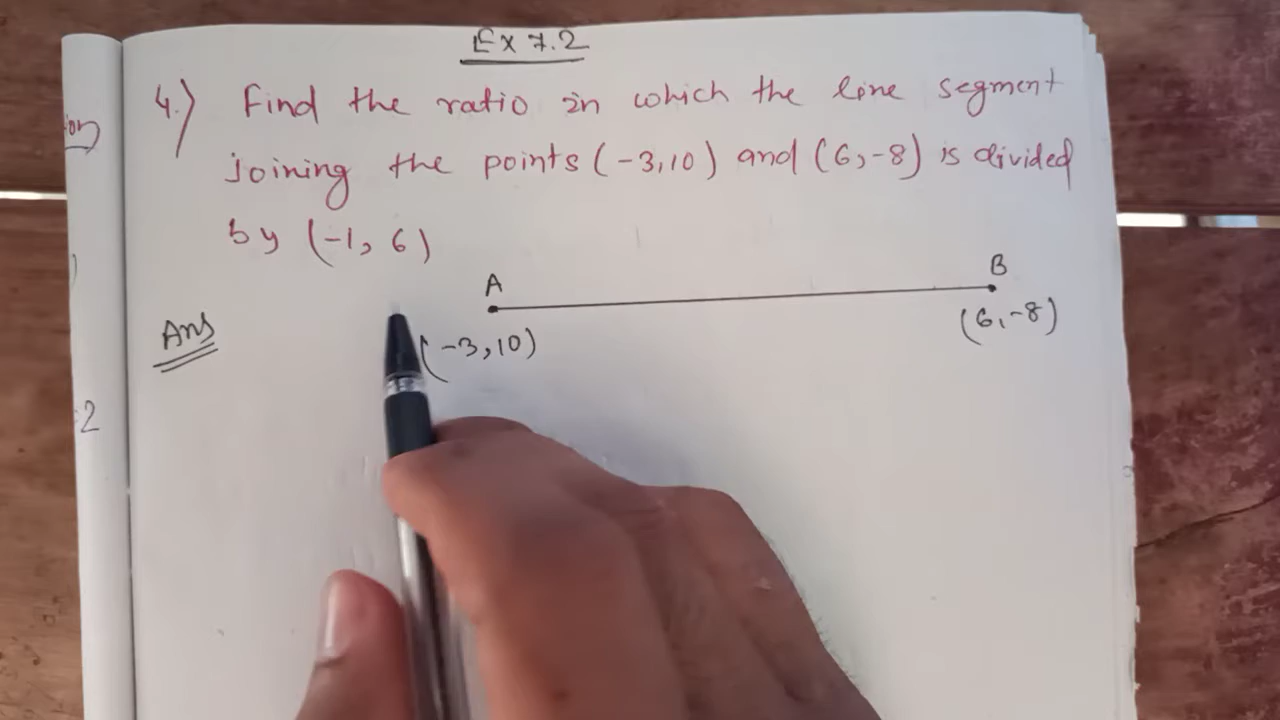 Ex 7.2
4.) Find the ratio in which the line segment
joining the points (-3,10) and (6,-8) is divided
by (-1, 6)
A B
(-3,10) (6,-8)
Ans
2